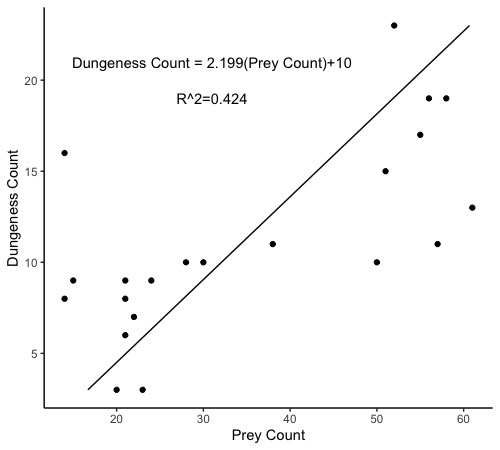 Dungeness Count = 2.199(Prey Count)+10
R^2=0.424
Dungeness Count
20
15
10
5
20 30 40 50 60
Prey Count